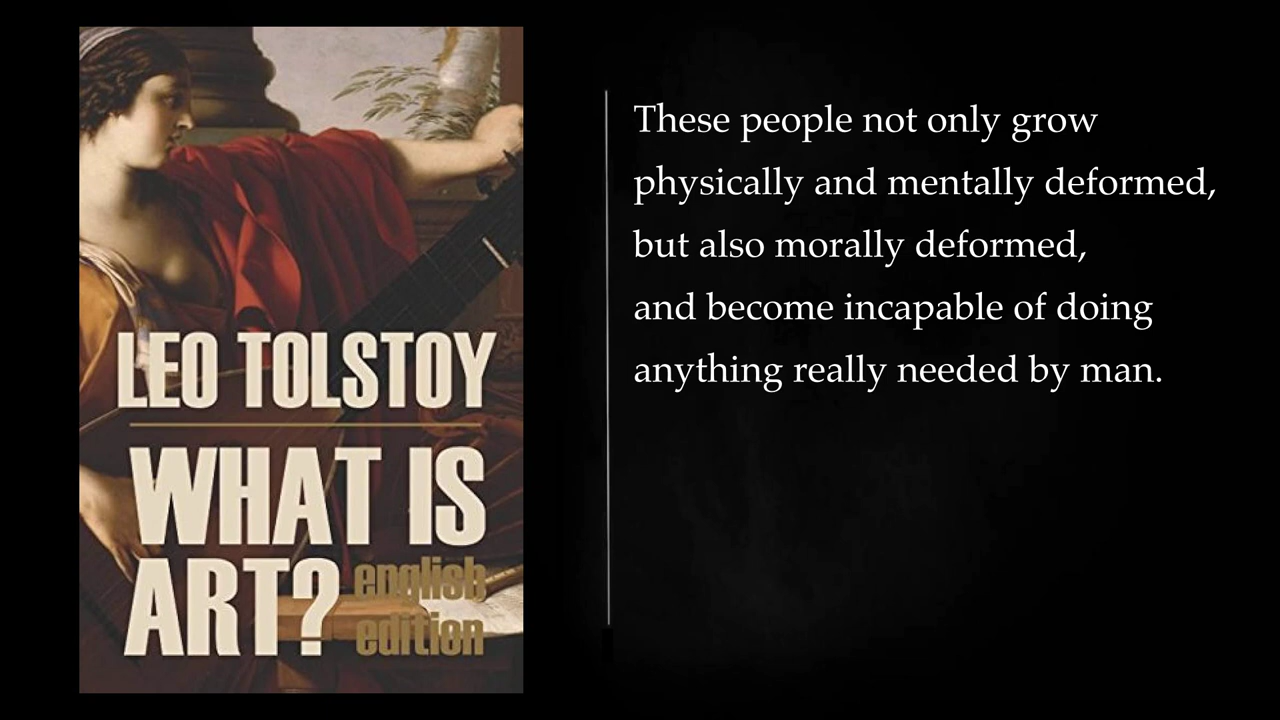 LEO TOLSTOY
WHAT IS
ART?
english
edition
These people not only grow
physically and mentally deformed,
but also morally deformed,
and become incapable of doing
anything really needed by man.